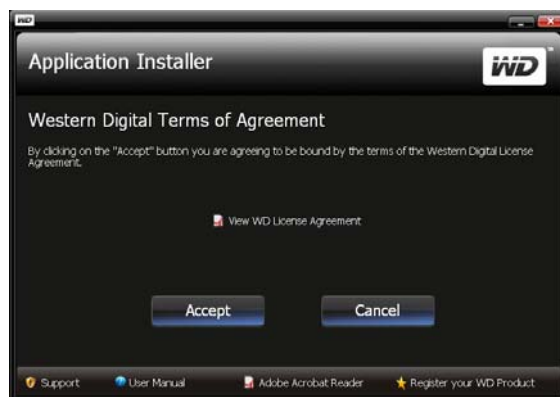 WD
Application Installer
WD
Western Digital Terms of Agreement
By clicking on the "Accept" button you are agreeing to be bound by the terms of the Western Digital License
Agreement.
View WD License Agreement
Accept Cancel
Support User Manual Adobe Acrobat Reader Register your WD Product